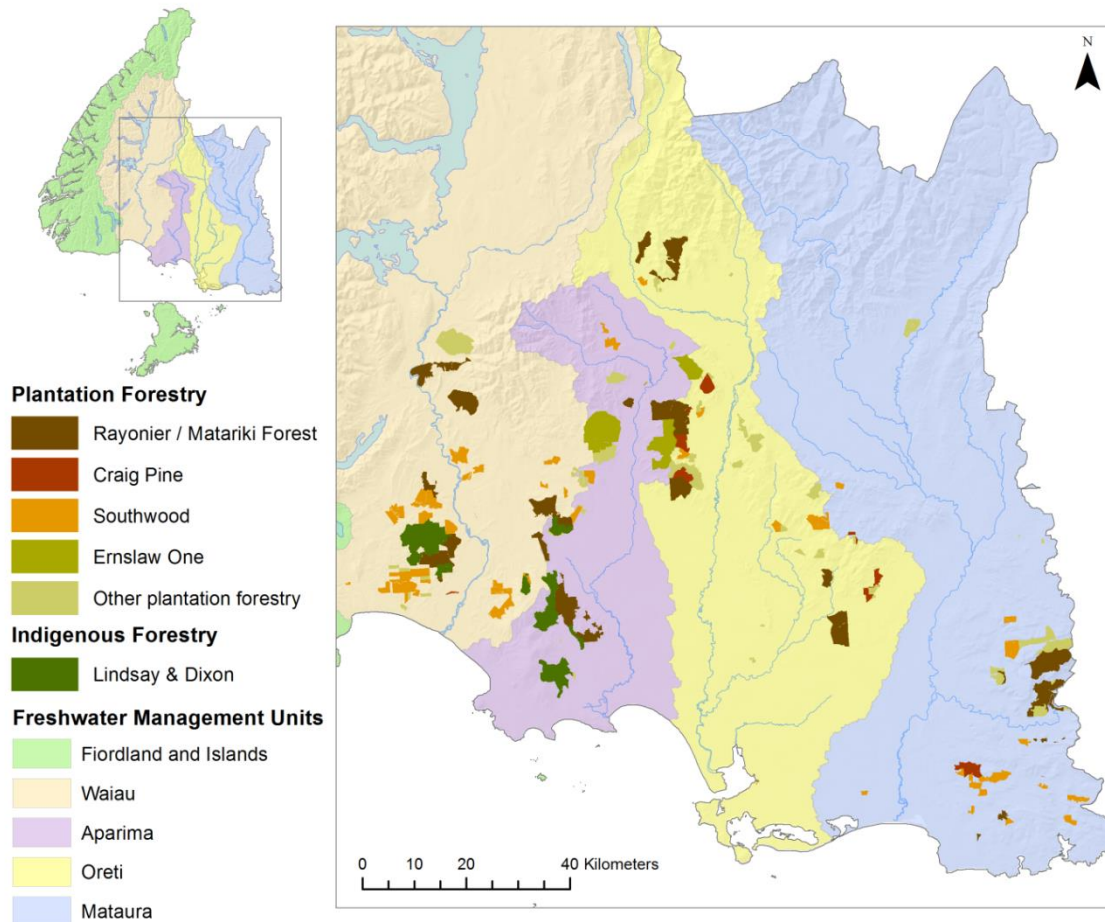 Plantation Forestry
Rayonier / Matariki Forest
Craig Pine
Southwood
Ernslaw One
Other plantation forestry
Indigenous Forestry
Lindsay & Dixon
Freshwater Management Units
Fiordland and Islands
Waiau
Aparima
Oreti
Mataura
N
0 10 20 40 Kilometers